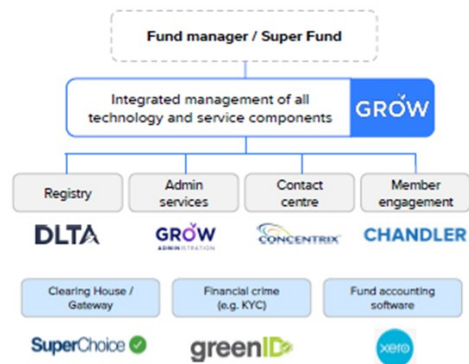 Fund manager / Super Fund
Integrated management of all
technology and service components
GROW
Registry
Admin
services
Contact
centre
Member
engagement
DLTA
GROW
ADMINISTRATION
CONCENTRIX
CHANDLER
Clearing House /
Gateway
Financial crime
(e.g. KYC)
Fund accounting
software
SuperChoice
greenID
xero